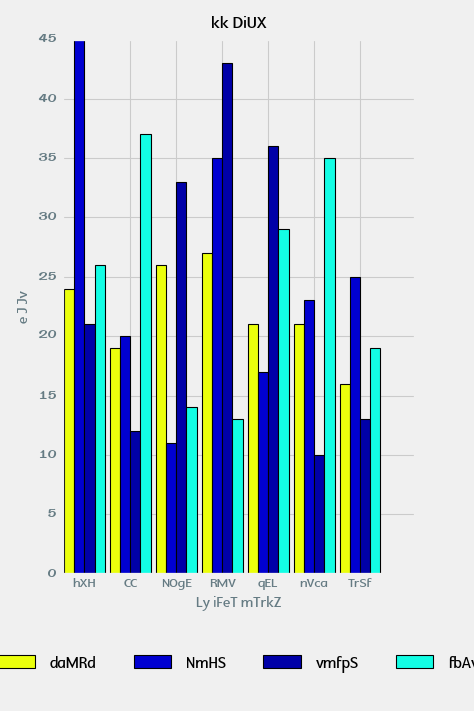 kk DiUX
45
40
35
30
25
20
15
10
5
0
e J Jv
hXH CC NOgE RMV qEL nVca TrSf
Ly iFeT mTrkZ
daMRd NmHS vmfpS